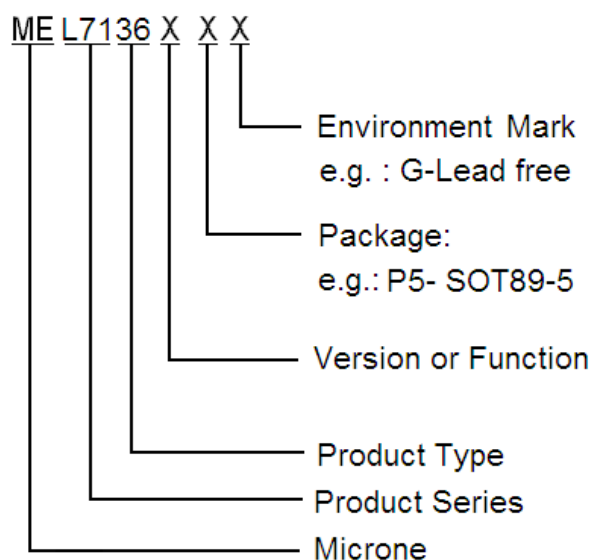 ME L7136 X X X
Environment Mark
e.g. : G-Lead free
Package:
e.g.: P5- SOT89-5
Version or Function
Product Type
Product Series
Microne